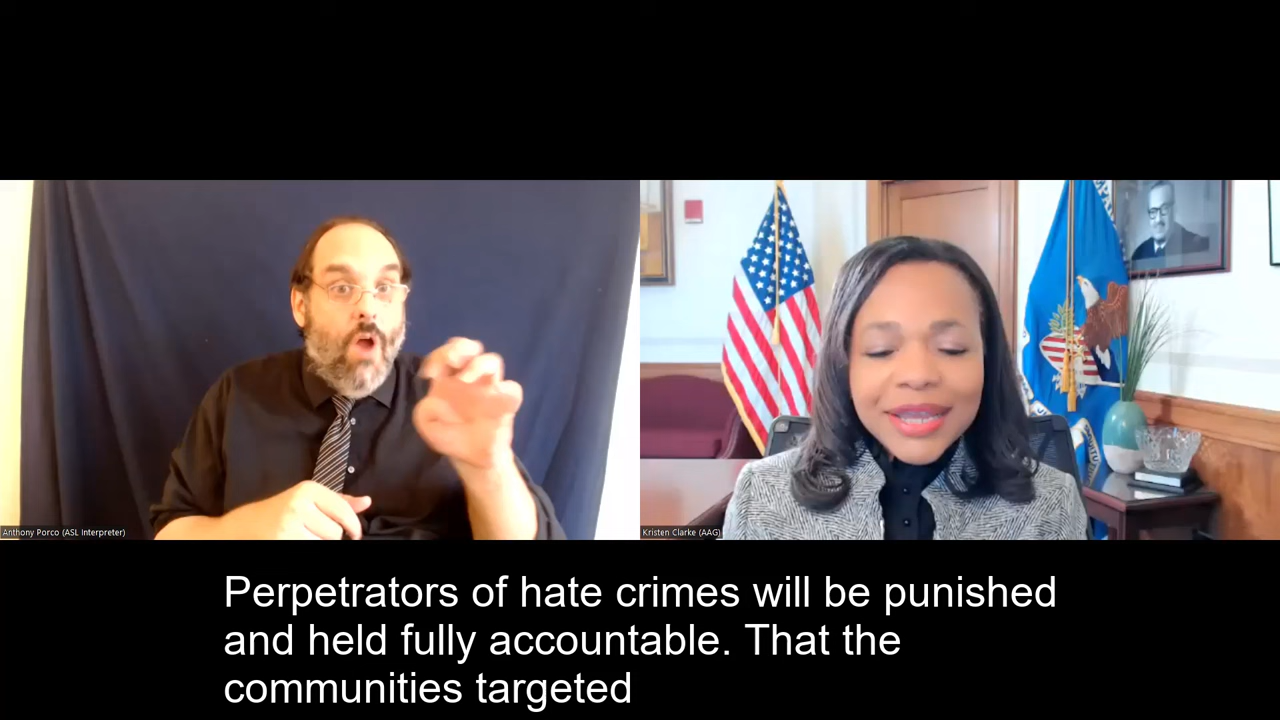 Anthony Porco (ASL Interpreter)
Kristen Clarke (AAG)
Perpetrators of hate crimes will be punished
and held fully accountable. That the
communities targeted